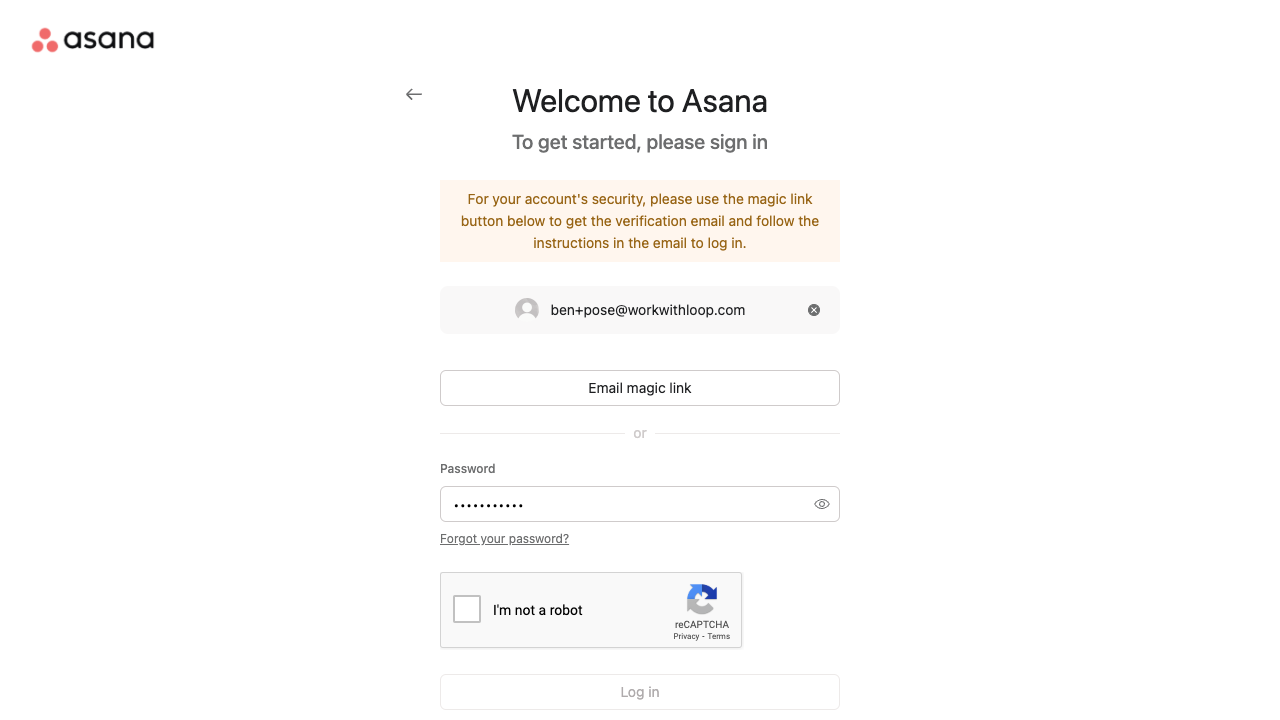 asana
Welcome to Asana
To get started, please sign in
For your account's security, please use the magic link
button below to get the verification email and follow the
instructions in the email to log in.
ben+pose@workwithloop.com
Email magic link
or
Password
•••••••••••
Forgot your password?
I'm not a robot
reCAPTCHA
Privacy - Terms
Log in